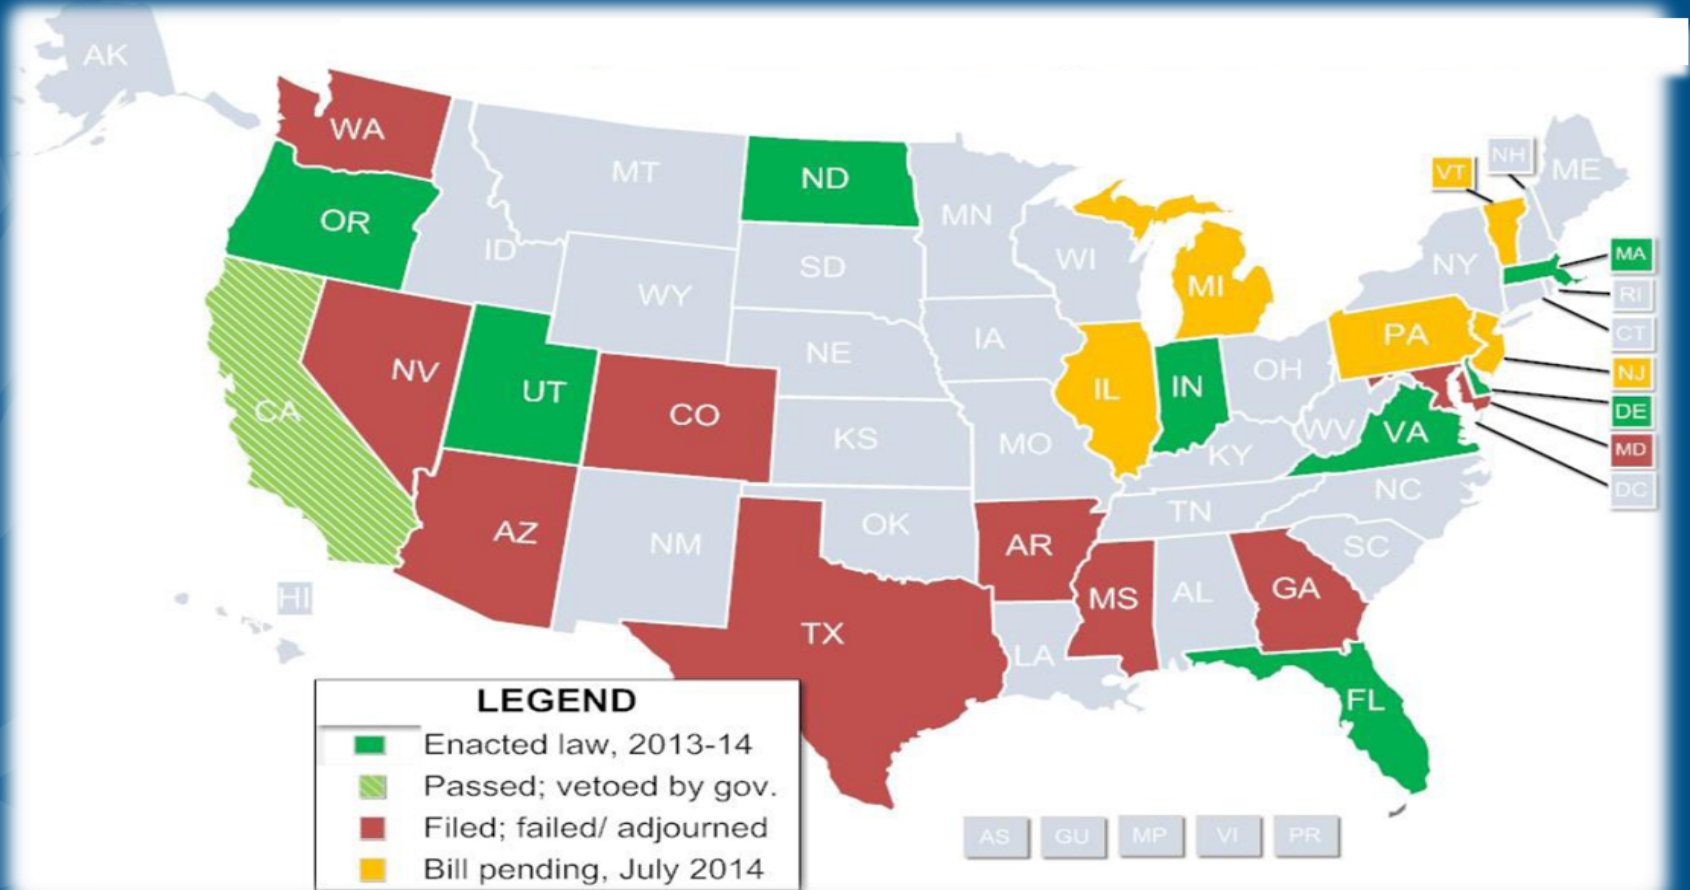 AK
WA
MT
ND
MN
OR
ID
SD
WI
MI
VT
NH
ME
NY
MA
RI
CT
WY
IA
PA
NJ
NV
UT
NE
IL
IN
OH
DE
CA
CO
KS
MO
WV
VA
MD
KY
DC
AZ
NM
OK
AR
TN
NC
SC
HI
TX
MS
AL
GA
LA
FL
LEGEND
Enacted law, 2013-14
Passed; vetoed by gov.
Filed; failed/ adjourned
Bill pending, July 2014
AS GU MP VI PR